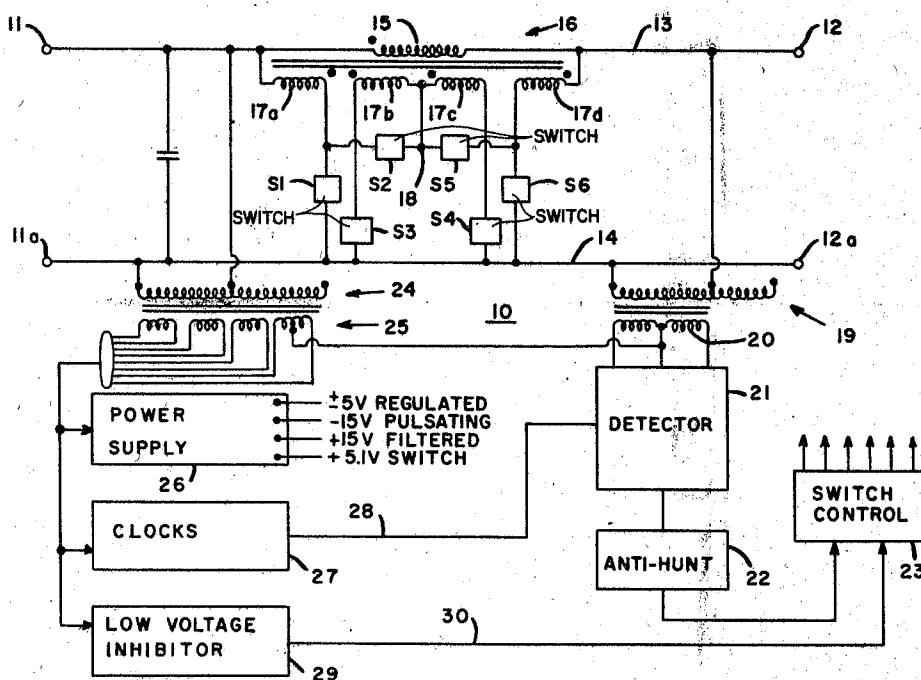 11 15 16 13 12
17a 17b 17c 17d
SWITCH
S2 18 S5
S1 S6
SWITCH SWITCH
S3 S4
11a 14 12a
24 10 19
25 20
POWER SUPPLY
± 5V REGULATED
-15V PULSATING
+15V FILTERED
+ 5.1V SWITCH
26
DETECTOR
21
28
CLOCKS
27
ANTI-HUNT
22
SWITCH CONTROL
23
30
LOW VOLTAGE
INHIBITOR
29